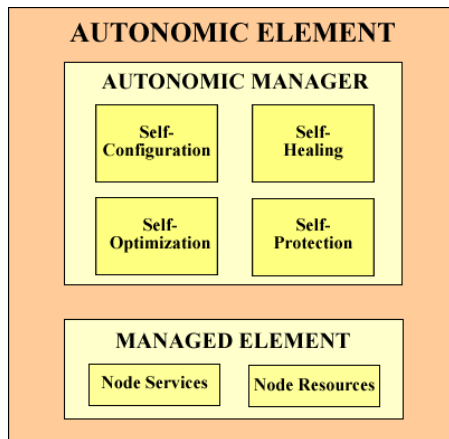 AUTONOMIC ELEMENT
AUTONOMIC MANAGER
Self-
Configuration
Self-
Healing
Self-
Optimization
Self-
Protection
MANAGED ELEMENT
Node Services
Node Resources